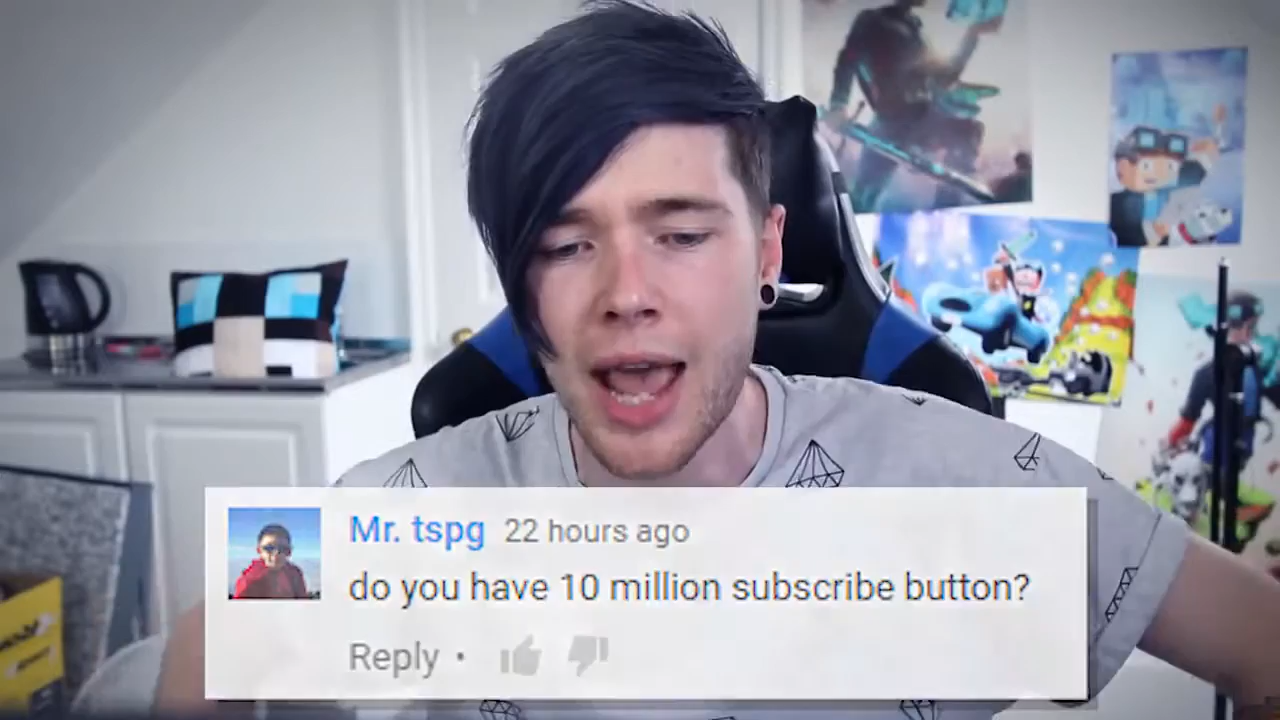 Mr. tspg 22 hours ago
do you have 10 million subscribe button?
Reply •